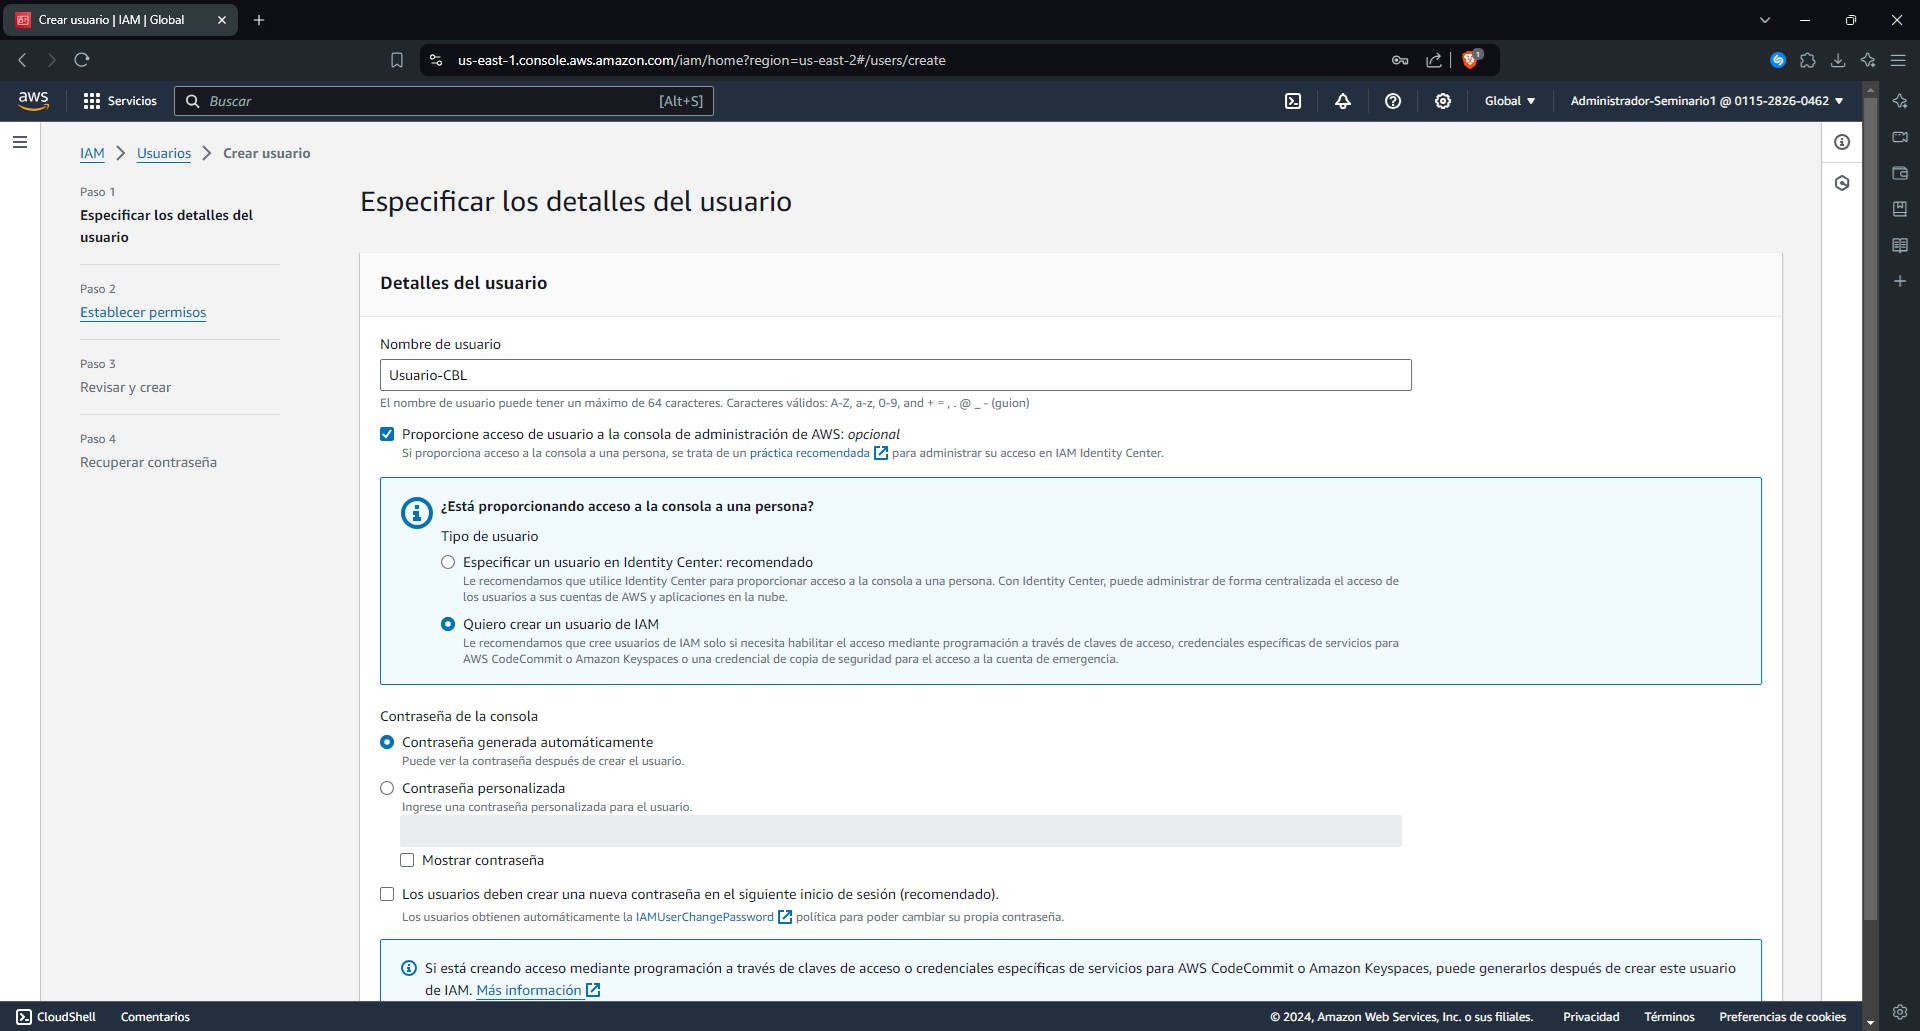 Crear usuario | IAM | Global
us-east-1.console.aws.amazon.com/iam/home?region=us-east-2#/users/create
1
aws
Servicios
Buscar
[Alt+S]
Global
Administrador-Seminario1 @ 0115-2826-0462
IAM
Usuarios
Crear usuario
Paso 1
Especificar los detalles del
usuario
Paso 2
Establecer permisos
Paso 3
Revisar y crear
Paso 4
Recuperar contraseña
Especificar los detalles del usuario
Detalles del usuario
Nombre de usuario
Usuario-CBL
El nombre de usuario puede tener un máximo de 64 caracteres. Caracteres válidos: A-Z, a-z, 0-9, and + = , . @ _ - (guion)
Proporcione acceso de usuario a la consola de administración de AWS: opcional
Si proporciona acceso a la consola a una persona, se trata de un práctica recomendada para administrar su acceso en IAM Identity Center.
¿Está proporcionando acceso a la consola a una persona?
Tipo de usuario
Especificar un usuario en Identity Center: recomendado
Le recomendamos que utilice Identity Center para proporcionar acceso a la consola a una persona. Con Identity Center, puede administrar de forma centralizada el acceso de
los usuarios a sus cuentas de AWS y aplicaciones en la nube.
Quiero crear un usuario de IAM
Le recomendamos que cree usuarios de IAM solo si necesita habilitar el acceso mediante programación a través de claves de acceso, credenciales específicas de servicios para
AWS CodeCommit o Amazon Keyspaces o una credencial de copia de seguridad para el acceso a la cuenta de emergencia.
Contraseña de la consola
Contraseña generada automáticamente
Puede ver la contraseña después de crear el usuario.
Contraseña personalizada
Ingrese una contraseña personalizada para el usuario.
Mostrar contraseña
Los usuarios deben crear una nueva contraseña en el siguiente inicio de sesión (recomendado).
Los usuarios obtienen automáticamente la IAMUserChangePassword política para poder cambiar su propia contraseña.
Si está creando acceso mediante programación a través de claves de acceso o credenciales específicas de servicios para AWS CodeCommit o Amazon Keyspaces, puede generarlos después de crear este usuario
de IAM. Más información
CloudShell
Comentarios
© 2024, Amazon Web Services, Inc. o sus filiales.
Privacidad
Términos
Preferencias de cookies